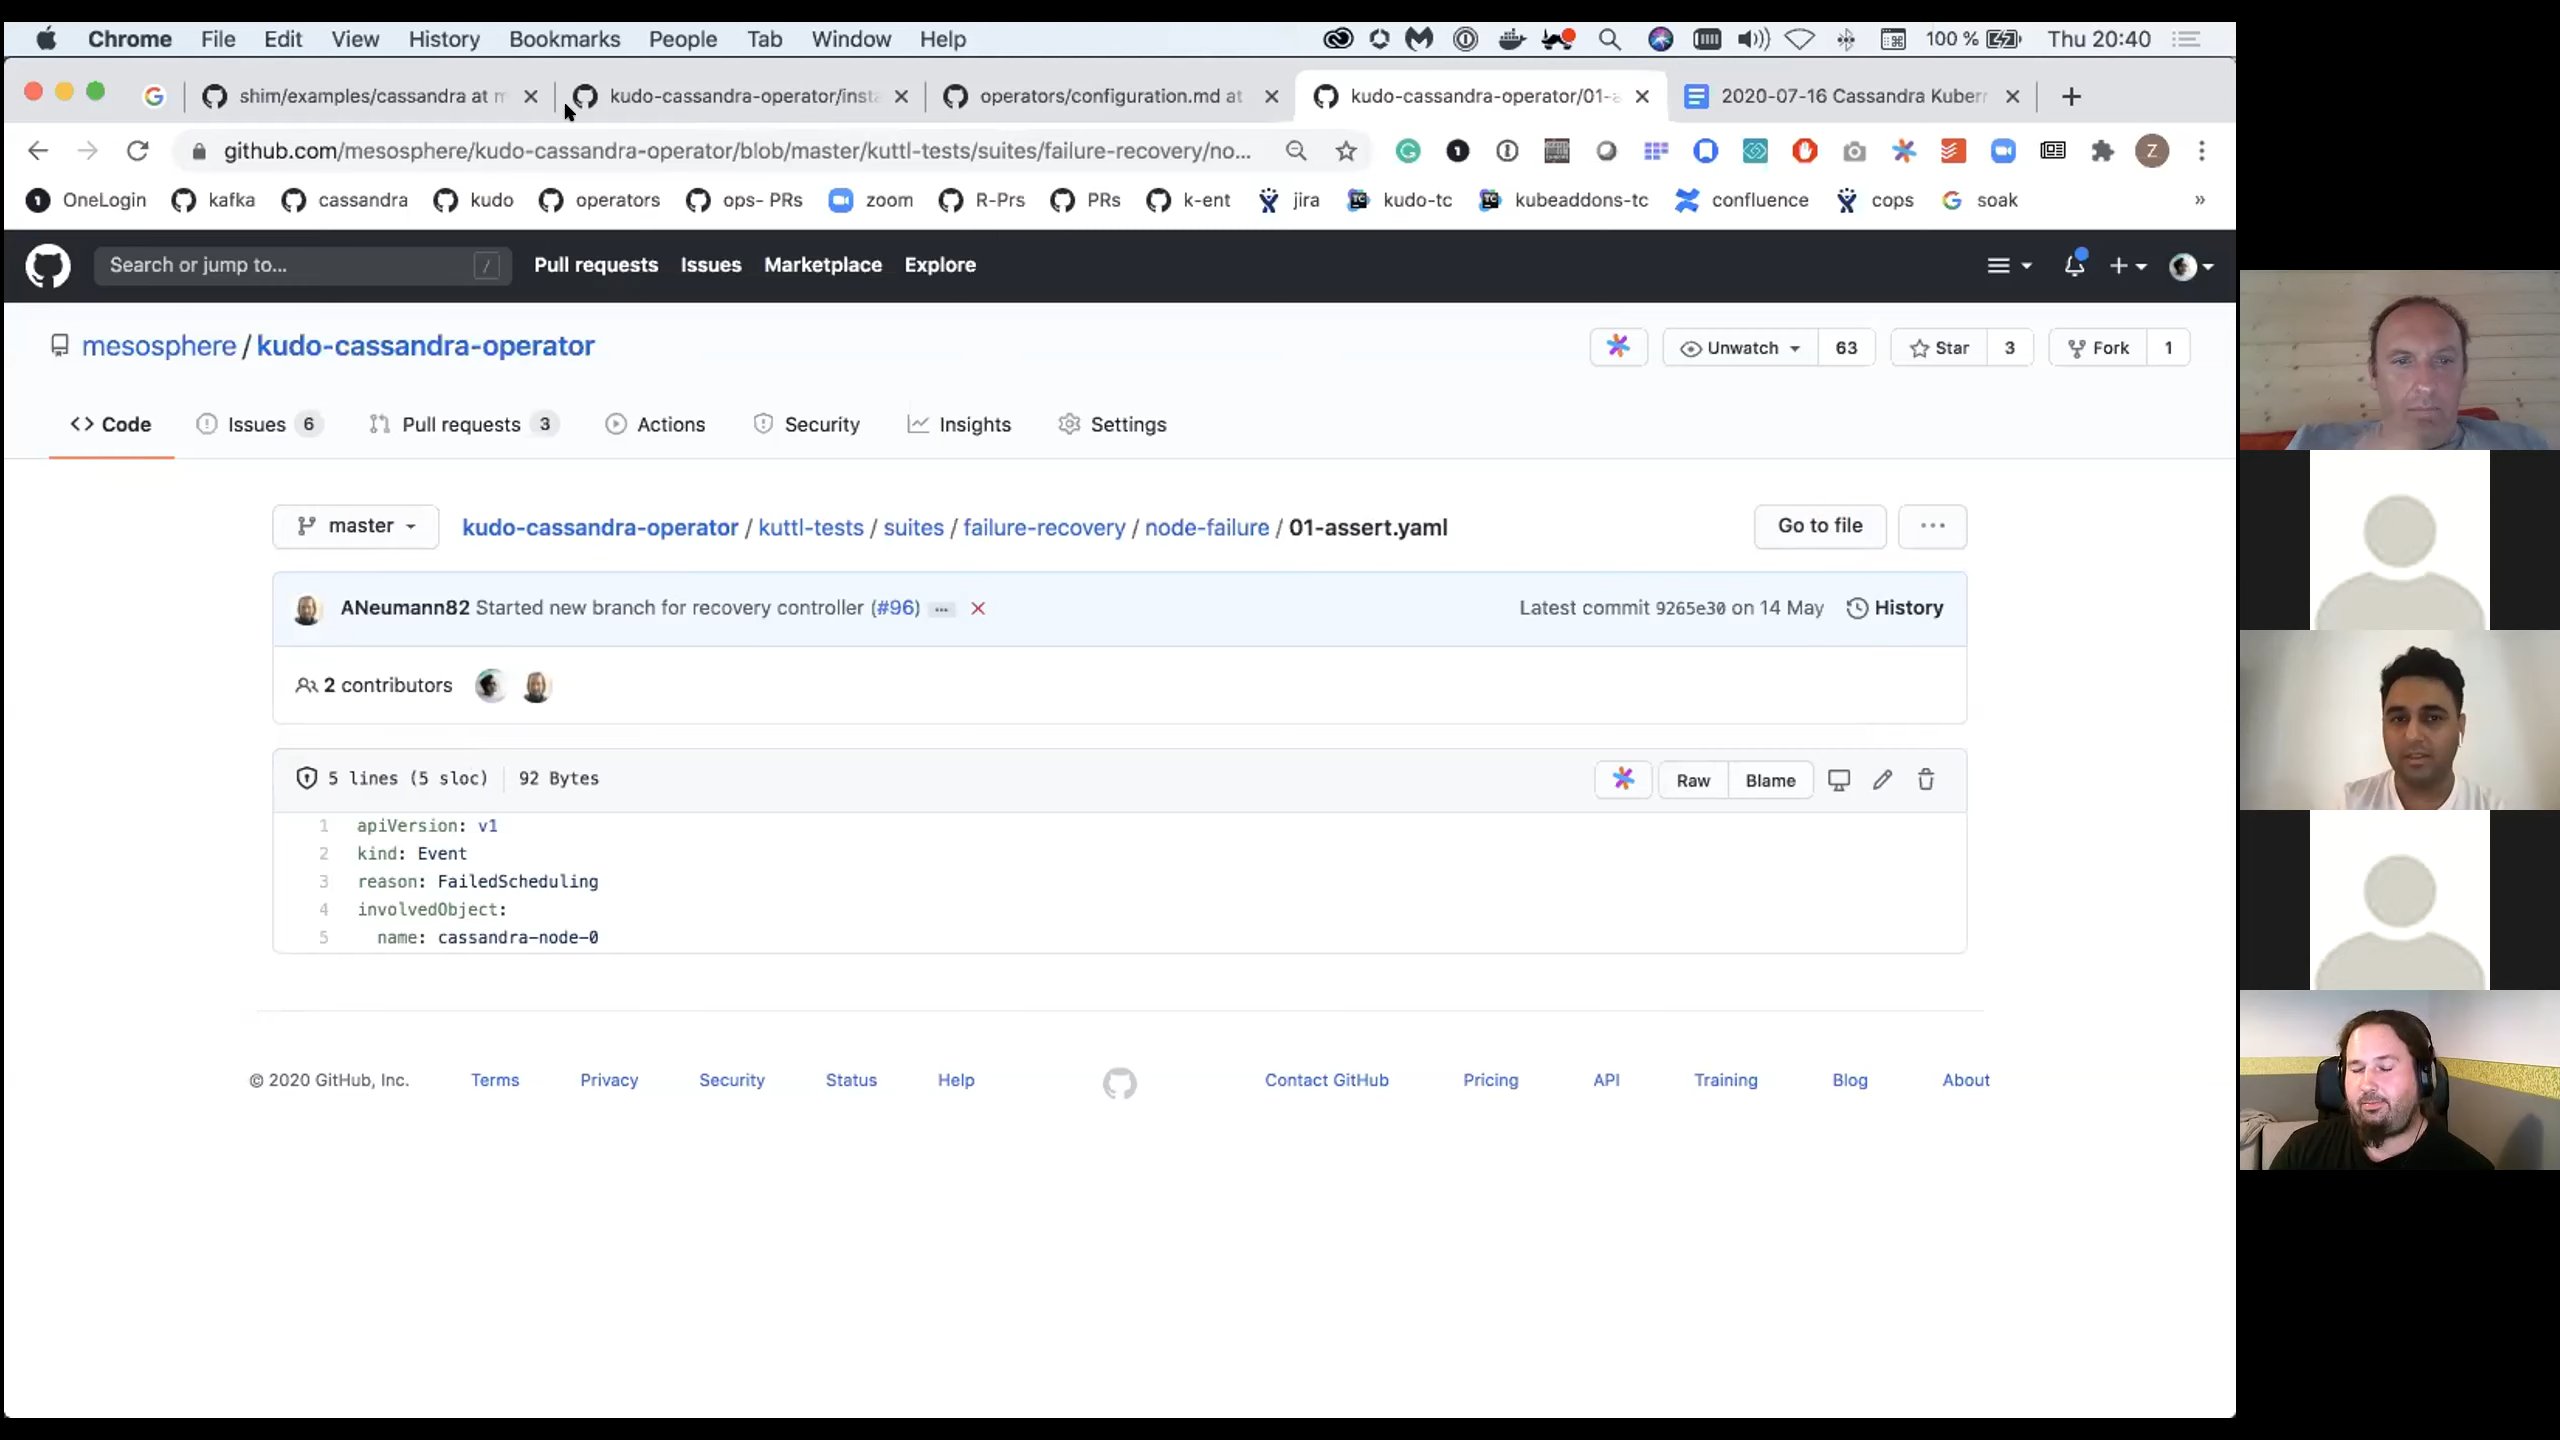 Chrome File Edit View History Bookmarks People Tab Window Help 100 % Thu 20:40
shim/examples/cassandra at m kudo-cassandra-operator/insta operators/configuration.md at kudo-cassandra-operator/01-a 2020-07-16 Cassandra Kuberr
github.com/mesosphere/kudo-cassandra-operator/blob/master/kuttl-tests/suites/failure-recovery/no... Z
OneLogin kafka cassandra kudo operators ops- PRs zoom R-Prs PRs k-ent jira kudo-tc kubeaddons-tc confluence cops soak »
Search or jump to... / Pull requests Issues Marketplace Explore
mesosphere / kudo-cassandra-operator Unwatch 63 Star 3 Fork 1
Code Issues 6 Pull requests 3 Actions Security Insights Settings
master kudo-cassandra-operator / kuttl-tests / suites / failure-recovery / node-failure / 01-assert.yaml Go to file ...
ANeumann82 Started new branch for recovery controller (#96) ... Latest commit 9265e30 on 14 May History
2 contributors
5 lines (5 sloc) 92 Bytes Raw Blame
1 apiVersion: v1
2 kind: Event
3 reason: FailedScheduling
4 involvedObject:
5 name: cassandra-node-0
© 2020 GitHub, Inc. Terms Privacy Security Status Help Contact GitHub Pricing API Training Blog About